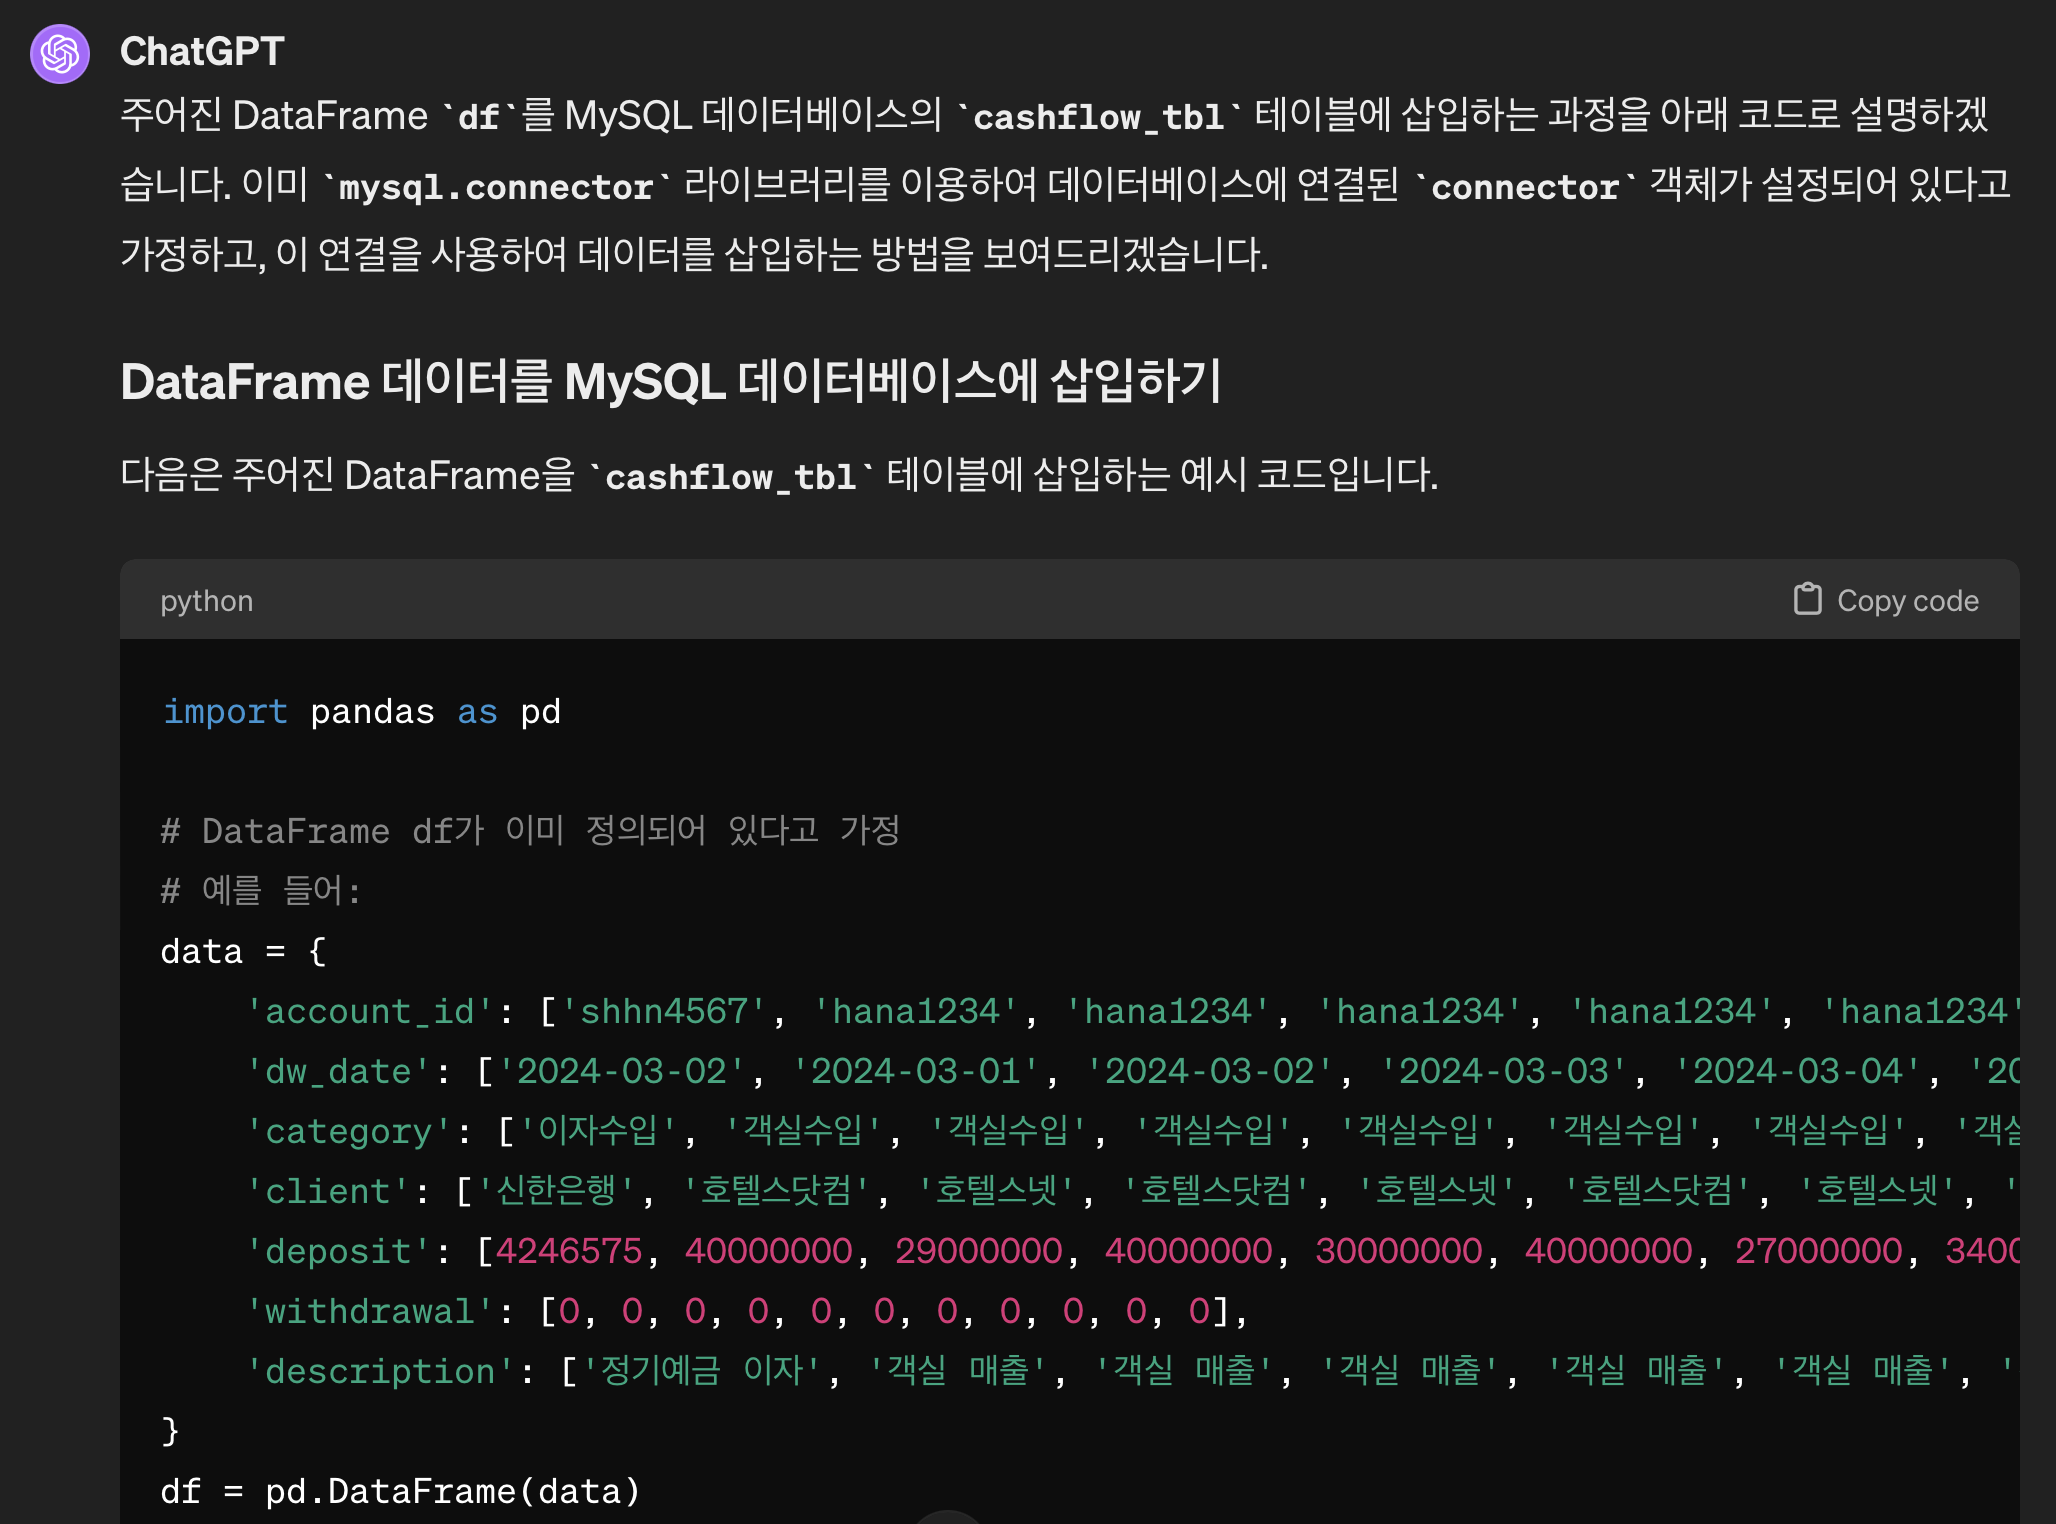 ChatGPT
주어진 DataFrame `df`를 MySQL 데이터베이스의 `cashflow_tbl` 테이블에 삽입하는 과정을 아래 코드로 설명하겠
습니다. 이미 `mysql.connector` 라이브러리를 이용하여 데이터베이스에 연결된 `connector` 객체가 설정되어 있다고
가정하고, 이 연결을 사용하여 데이터를 삽입하는 방법을 보여드리겠습니다.
DataFrame 데이터를 MySQL 데이터베이스에 삽입하기
다음은 주어진 DataFrame을 `cashflow_tbl` 테이블에 삽입하는 예시 코드입니다.
python Copy code
import pandas as pd
# DataFrame df가 이미 정의되어 있다고 가정
# 예를 들어:
data = {
    'account_id': ['shhn4567', 'hana1234', 'hana1234', 'hana1234', 'hana1234', 'hana1234'
    'dw_date': ['2024-03-02', '2024-03-01', '2024-03-02', '2024-03-03', '2024-03-04', '20
    'category': ['이자수입', '객실수입', '객실수입', '객실수입', '객실수입', '객실수입', '객실수입', '객실
    'client': ['신한은행', '호텔스닷컴', '호텔스넷', '호텔스닷컴', '호텔스넷', '호텔스닷컴', '호텔스넷', '
    'deposit': [4246575, 40000000, 29000000, 40000000, 30000000, 40000000, 27000000, 3400
    'withdrawal': [0, 0, 0, 0, 0, 0, 0, 0, 0, 0, 0],
    'description': ['정기예금 이자', '객실 매출', '객실 매출', '객실 매출', '객실 매출', '객실 매출', '
}
df = pd.DataFrame(data)